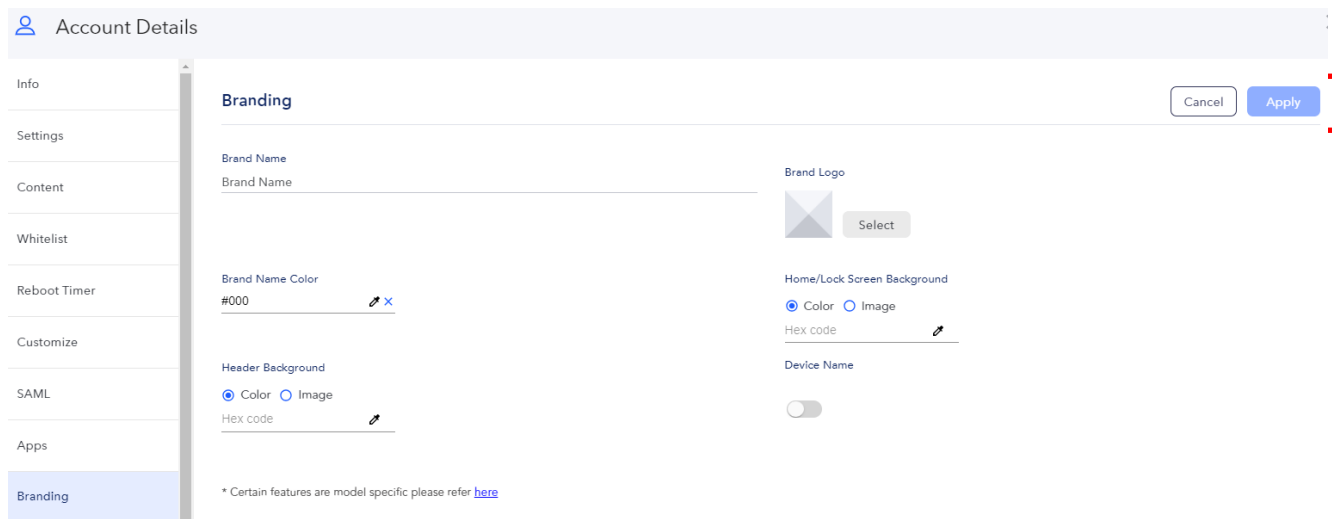 Account Details
Info
Settings
Content
Whitelist
Reboot Timer
Customize
SAML
Apps
Branding
Branding
Cancel
Apply
Brand Name
Brand Name
Brand Logo
Select
Brand Name Color
#000
Home/Lock Screen Background
Color Image
Hex code
Header Background
Color Image
Hex code
Device Name
* Certain features are model specific please refer here